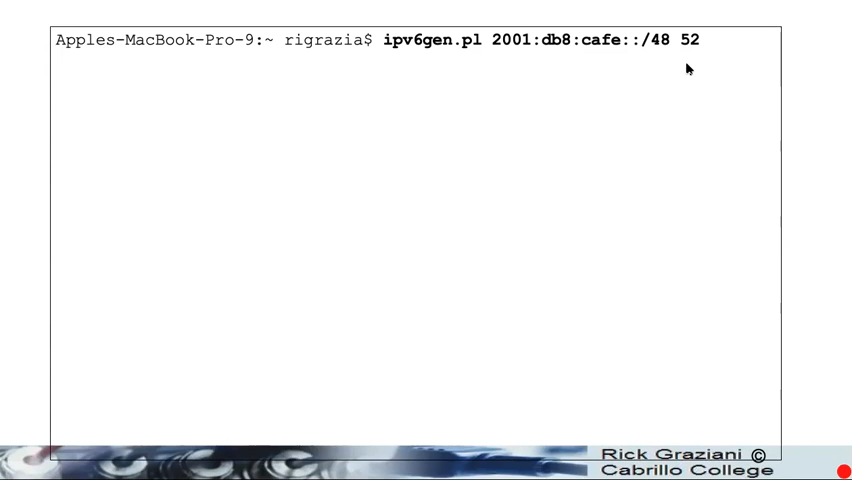 Apples-MacBook-Pro-9:~ rigrazia$ ipv6gen.pl 2001:db8:cafe::/48 52
Rick Graziani ©
Cabrillo College